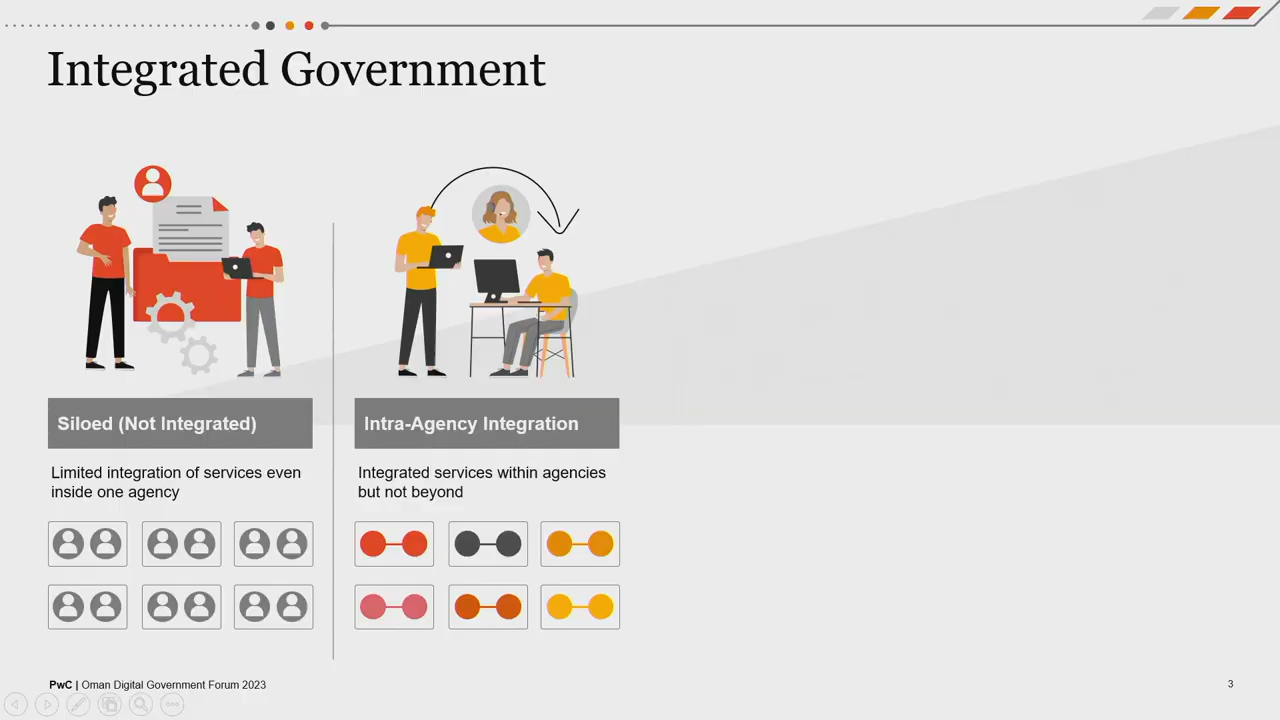 Integrated Government
Siloed (Not Integrated)
Limited integration of services even
inside one agency
Intra-Agency Integration
Integrated services within agencies
but not beyond
PwC | Oman Digital Government Forum 2023
3